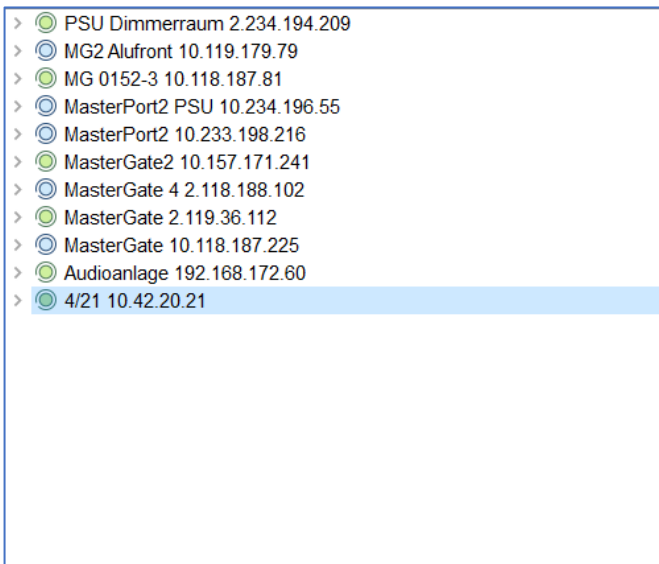 PSU Dimmerraum 2.234.194.209
MG2 Alufront 10.119.179.79
MG 0152-3 10.118.187.81
MasterPort2 PSU 10.234.196.55
MasterPort2 10.233.198.216
MasterGate2 10.157.171.241
MasterGate 4 2.118.188.102
MasterGate 2.119.36.112
MasterGate 10.118.187.225
Audioanlage 192.168.172.60
4/21 10.42.20.21